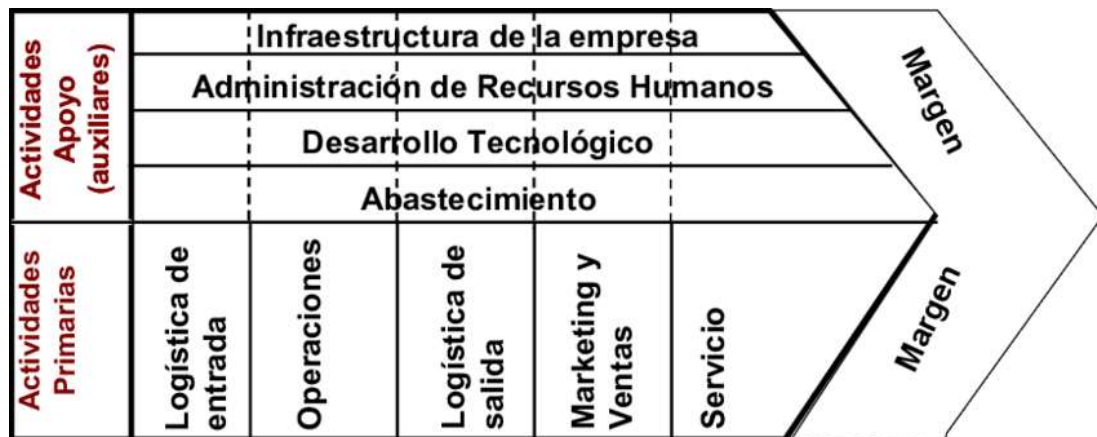 Actividades
Apoyo
(auxiliares)
Infraestructura de la empresa
Administración de Recursos Humanos
Desarrollo Tecnológico
Abastecimiento
Margen
Actividades
Primarias
Logística de
entrada
Operaciones
Logística de
salida
Marketing y
Ventas
Servicio
Margen